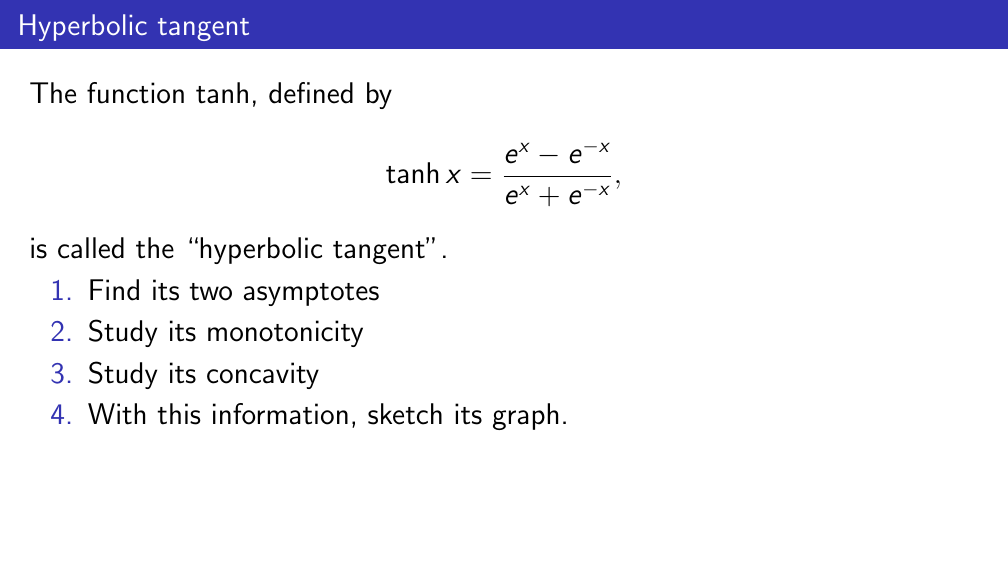 Hyperbolic tangent
The function tanh, defined by
tanh x = \frac{e^x − e^{−x}}{e^x + e^{−x}},
is called the “hyperbolic tangent”.
1. Find its two asymptotes
2. Study its monotonicity
3. Study its concavity
4. With this information, sketch its graph.